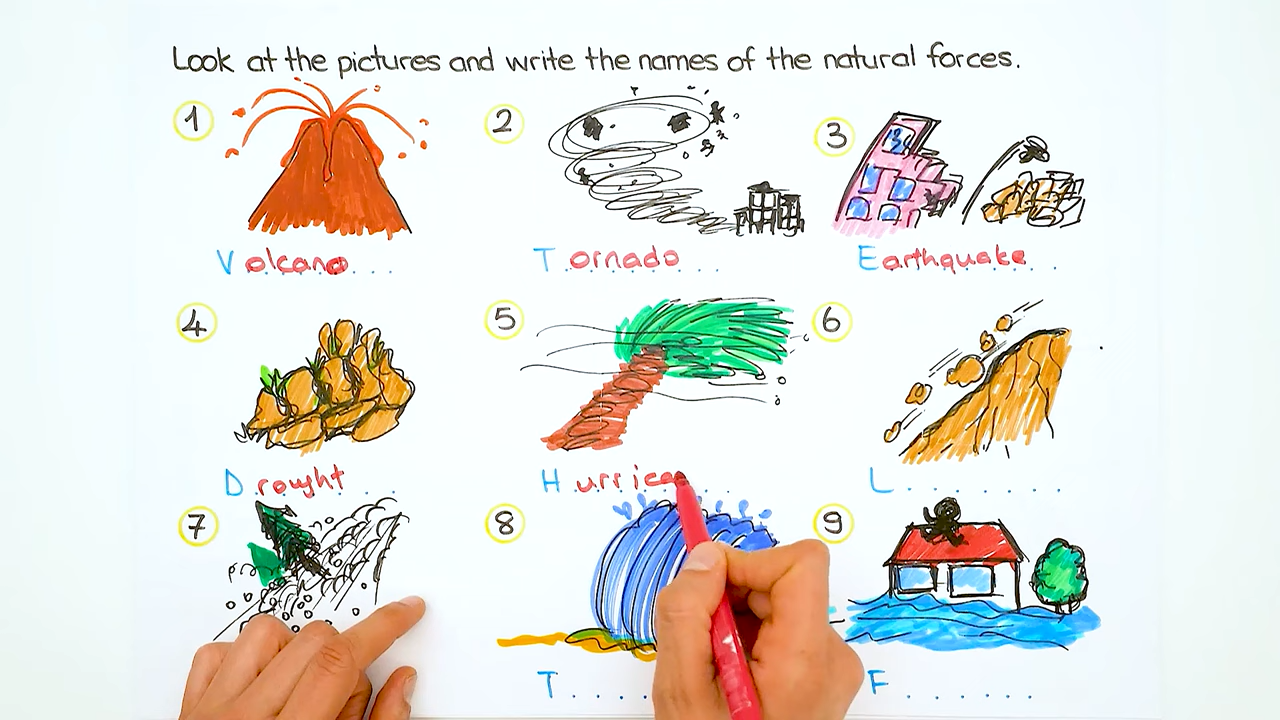 Look at the pictures and write the names of the natural forces.
1 2 3
Volcano... Tornado... Earthquake..
4 5 6
Drought... Hurrica L........
7 8 9
T.... F.......